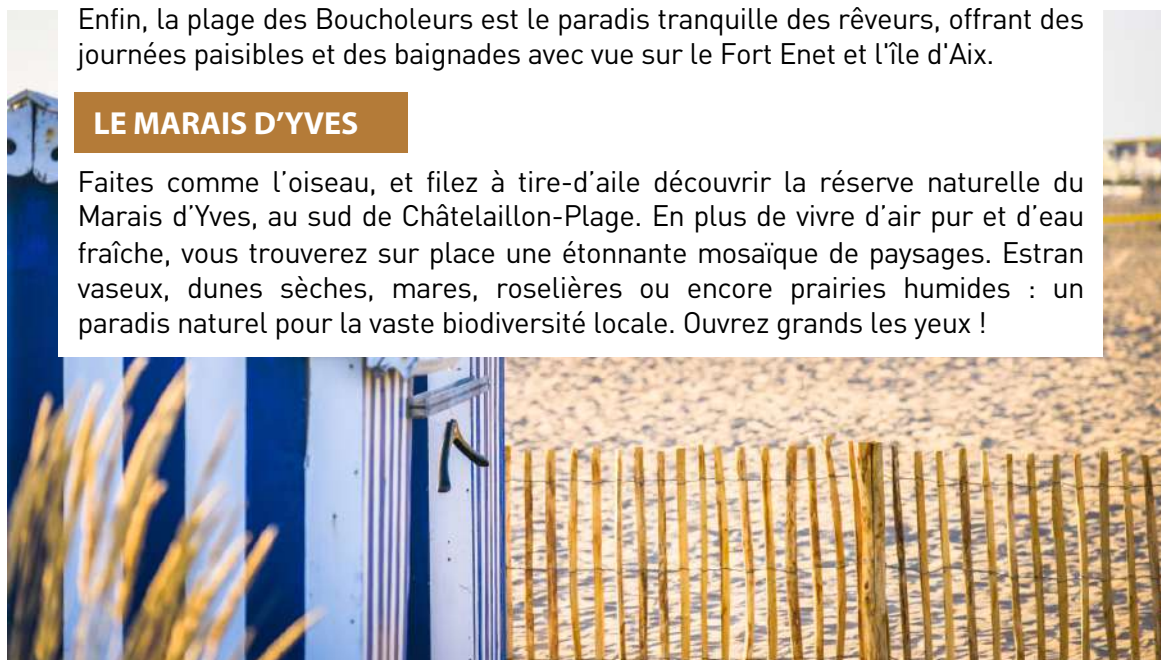 Enfin, la plage des Boucholeurs est le paradis tranquille des rêveurs, offrant des
journées paisibles et des baignades avec vue sur le Fort Enet et l'île d'Aix.
LE MARAIS D’YVES
Faites comme l’oiseau, et filez à tire-d’aile découvrir la réserve naturelle du
Marais d’Yves, au sud de Châtelaillon-Plage. En plus de vivre d’air pur et d’eau
fraîche, vous trouverez sur place une étonnante mosaïque de paysages. Estran
vaseux, dunes sèches, mares, roselières ou encore prairies humides : un
paradis naturel pour la vaste biodiversité locale. Ouvrez grands les yeux !